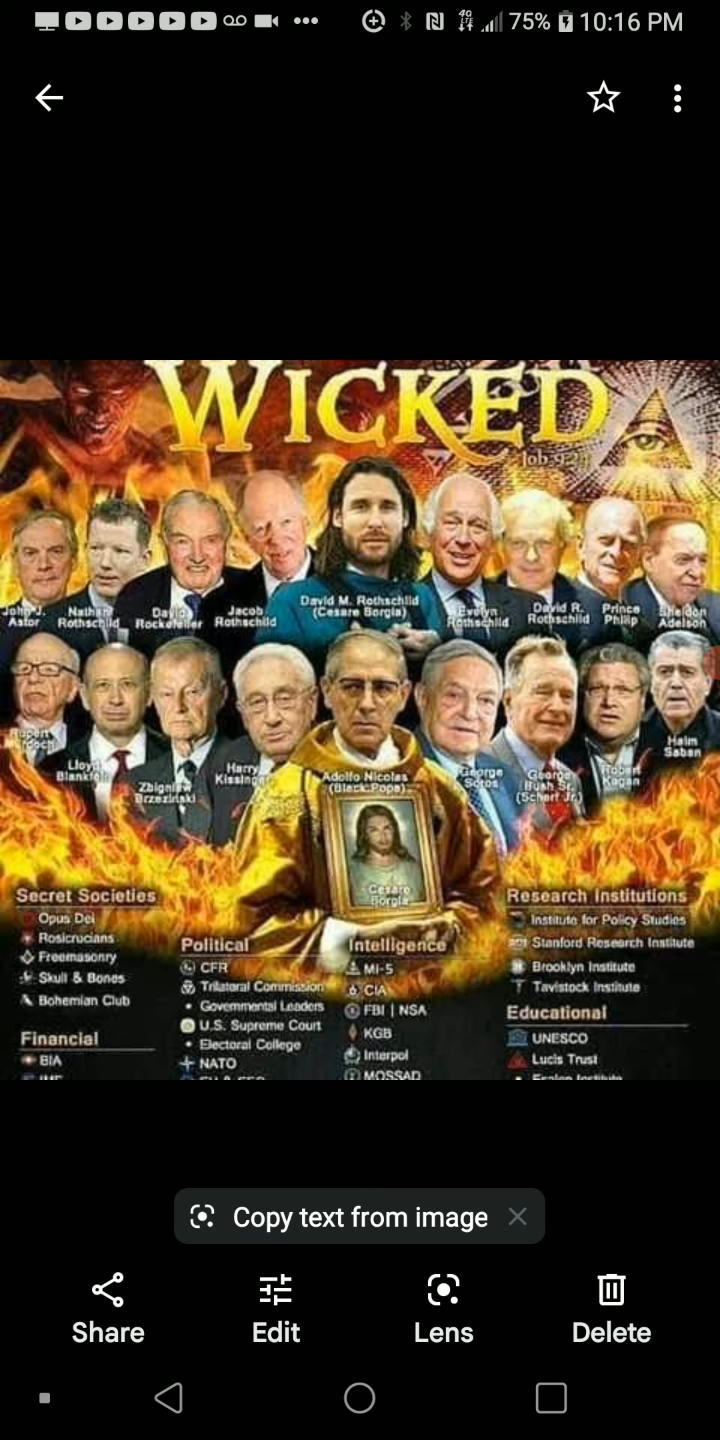 75% 10:16 PM
WICKED
Job 9:24
John J. Astor
Nathan Rothschild
David Rockefeller
Jacob Rothschild
David M. Rothschild
(Cesare Borgia)
Evelyn Rothschild
David R. Rothschild
Prince Philip
Sheldon Adelson
Rupert Murdoch
Lloyd Blankfein
Zbigniew Brzezinski
Harry Kissinger
Adolfo Nicolas
(Black Pope)
George Soros
George Bush Sr.
(Scherf Jr.)
Robert Kagan
Haim Saban
Cesare Borgia
Secret Societies
Opus Dei
Rosicrucians
Freemasonry
Skull & Bones
Bohemian Club
Financial
BIA
Political
CFR
Trilateral Commission
Governmental Leaders
U.S. Supreme Court
Electoral College
NATO
Intelligence
MI-5
CIA
FBI | NSA
KGB
Interpol
MOSSAD
Research Institutions
Institute for Policy Studies
Stanford Research Institute
Brooklyn Institute
Tavistock Institute
Educational
UNESCO
Lucis Trust
Copy text from image
Share
Edit
Lens
Delete